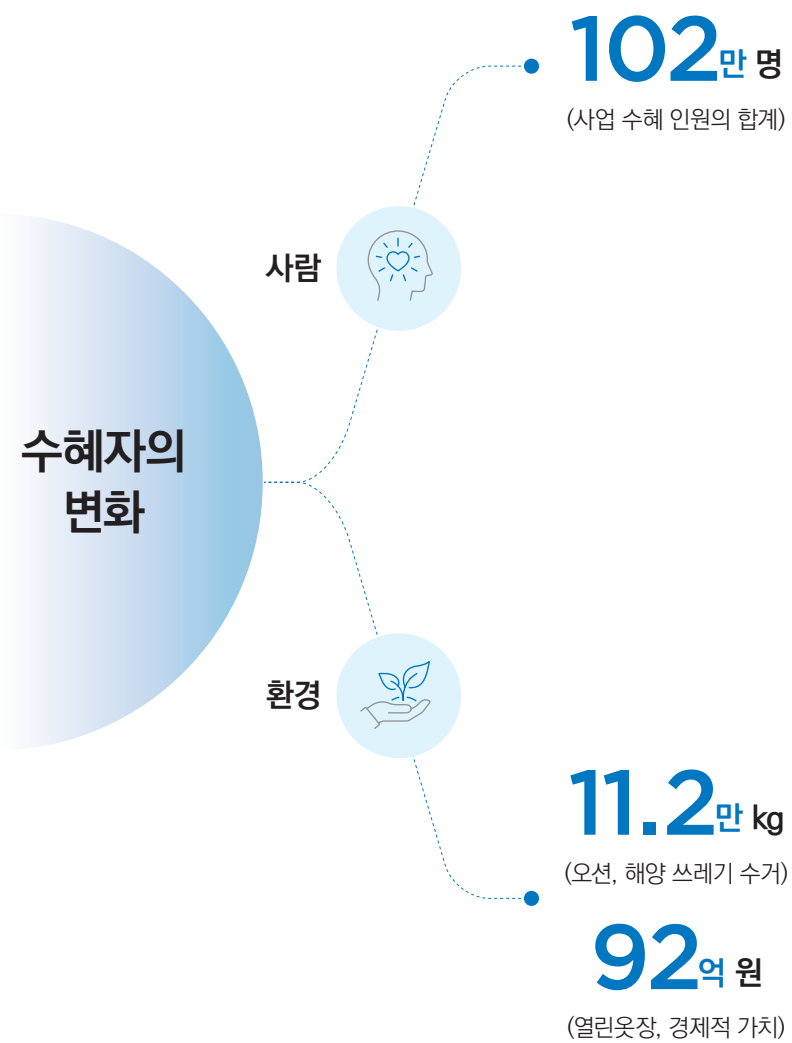 102만 명
(사업 수혜 인원의 합계)
사람
수혜자의
변화
환경
11.2만 kg
(오션, 해양 쓰레기 수거)
92억 원
(열린옷장, 경제적 가치)